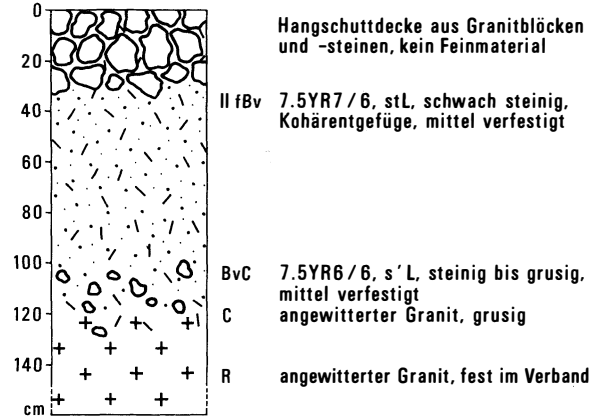 0
Hangschuttdecke aus Granitblöcken
und -steinen, kein Feinmaterial
20
40
II fBv 7.5YR7/6, stL, schwach steinig,
Kohärentgefüge, mittel verfestigt
60
80
100
BvC 7.5YR6/6, s'L, steinig bis grusig,
mittel verfestigt
120
C angewitterter Granit, grusig
140
R angewitterter Granit, fest im Verband
cm